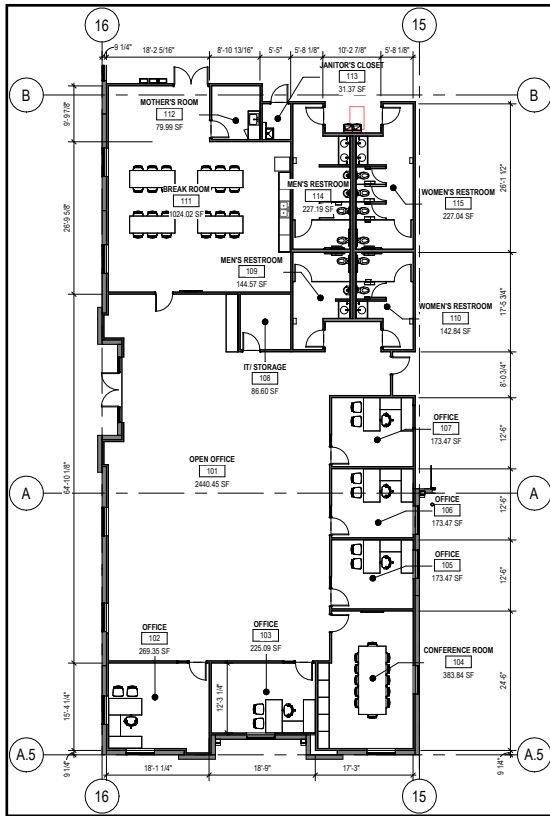 16
15
9 1/4"
18'-2 5/16"
8'-10 13/16"
5'-5"
5'-8 1/8"
10'-2 7/8"
5'-8 1/8"
B
B
JANITOR'S CLOSET
113
31.37 SF
MOTHER'S ROOM
112
79.99 SF
9'-9 7/8"
BREAK ROOM
111
1024.02 SF
MEN'S RESTROOM
114
227.19 SF
WOMEN'S RESTROOM
115
227.04 SF
26'-1 1/2"
26'-9 5/8"
MEN'S RESTROOM
109
144.57 SF
WOMEN'S RESTROOM
110
142.84 SF
17'-5 3/4"
IT/ STORAGE
108
86.60 SF
8'-0 3/4"
OFFICE
107
173.47 SF
12'-6"
OPEN OFFICE
101
2440.45 SF
64'-10 1/8"
A
A
OFFICE
106
173.47 SF
12'-6"
OFFICE
105
173.47 SF
12'-6"
OFFICE
102
269.35 SF
OFFICE
103
225.09 SF
CONFERENCE ROOM
104
383.84 SF
24'-6"
15'-4 1/4"
12'-3 1/4"
A.5
A.5
9 1/4"
9 1/4"
18'-1 1/4"
18'-9"
17'-3"
16
15